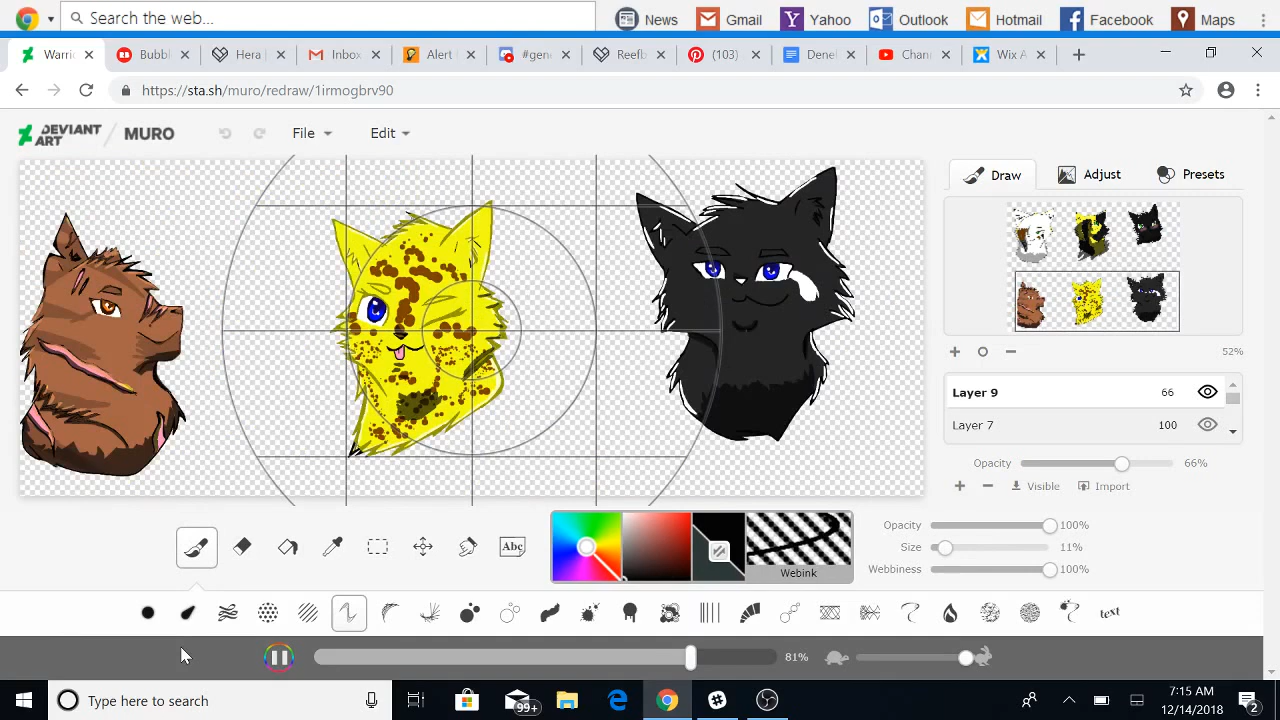 Search the web... News Gmail Yahoo Outlook Hotmail Facebook Maps
Warrie Bubbl Hera Inbox Alert #gen Reefb (103) Denel Chan Wix A
https://sta.sh/muro/redraw/1irmogbrv90
DEVIANT ART / MURO File Edit
Draw Adjust Presets
52%
Layer 9 66
Layer 7 100
Opacity 66%
Visible Import
Abc
Webink
Opacity 100%
Size 11%
Webbiness 100%
text
81%
Type here to search
99+
7:15 AM
12/14/2018
2